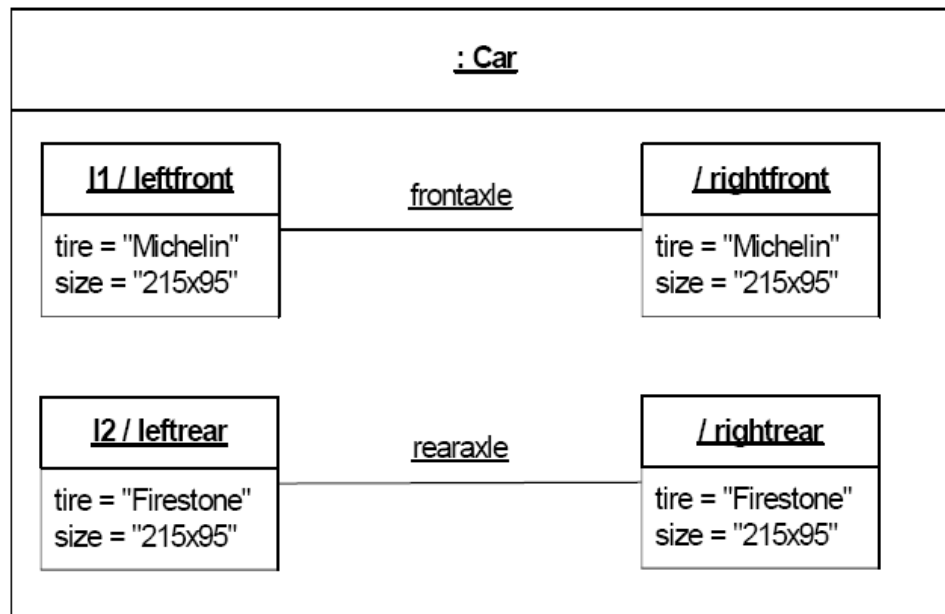 : Car
l1 / leftfront
tire = "Michelin"
size = "215x95"
frontaxle
/ rightfront
tire = "Michelin"
size = "215x95"
l2 / leftrear
tire = "Firestone"
size = "215x95"
rearaxle
/ rightrear
tire = "Firestone"
size = "215x95"